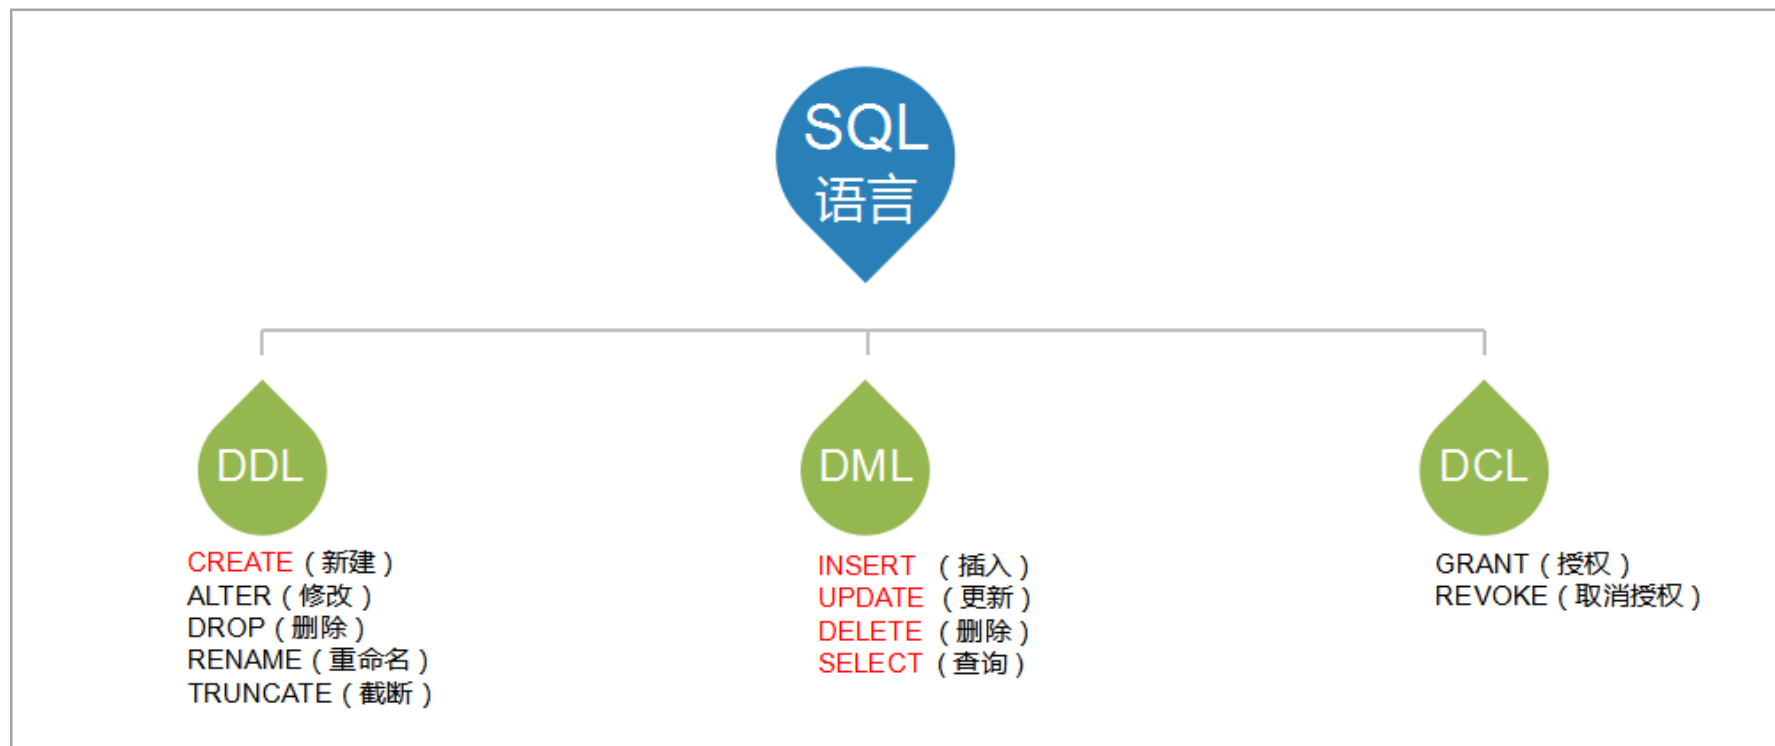 SQL
语言
DDL
CREATE（新建）
ALTER（修改）
DROP（删除）
RENAME（重命名）
TRUNCATE（截断）
DML
INSERT （插入）
UPDATE （更新）
DELETE （删除）
SELECT （查询）
DCL
GRANT（授权）
REVOKE（取消授权）